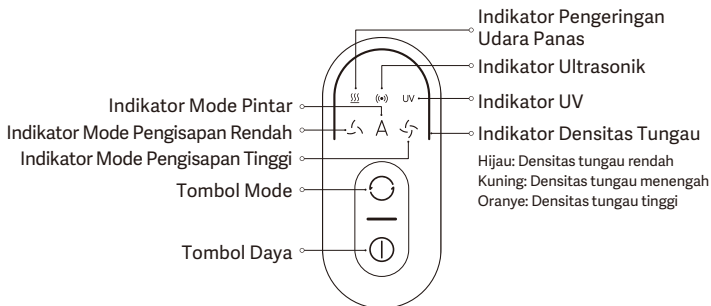 Indikator Pengeringan
Udara Panas
Indikator Ultrasonik
UV
Indikator UV
Indikator Mode Pintar
Indikator Mode Pengisapan Rendah
A
Indikator Densitas Tungau
Indikator Mode Pengisapan Tinggi
Hijau: Densitas tungau rendah
Kuning: Densitas tungau menengah
Oranye: Densitas tungau tinggi
Tombol Mode
Tombol Daya